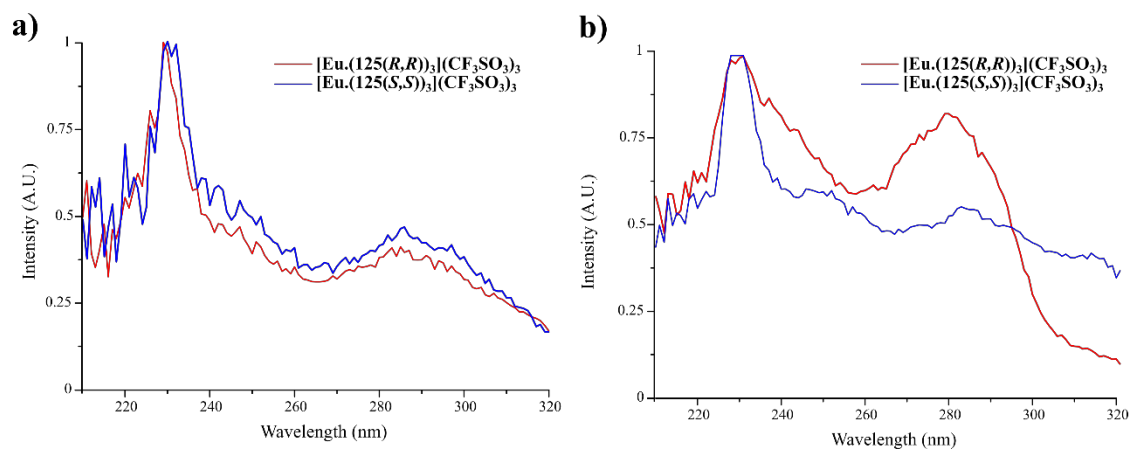 a)
[Eu.(125(R,R))3](CF3SO3)3
[Eu.(125(S,S))3](CF3SO3)3
1
0.75
0.5
0.25
0
Intensity (A.U.)
220 240 260 280 300 320
Wavelength (nm)
b)
[Eu.(125(R,R))3](CF3SO3)3
[Eu.(125(S,S))3](CF3SO3)3
1
0.75
0.5
0.25
0
Intensity (A.U.)
220 240 260 280 300 320
Wavelength (nm)